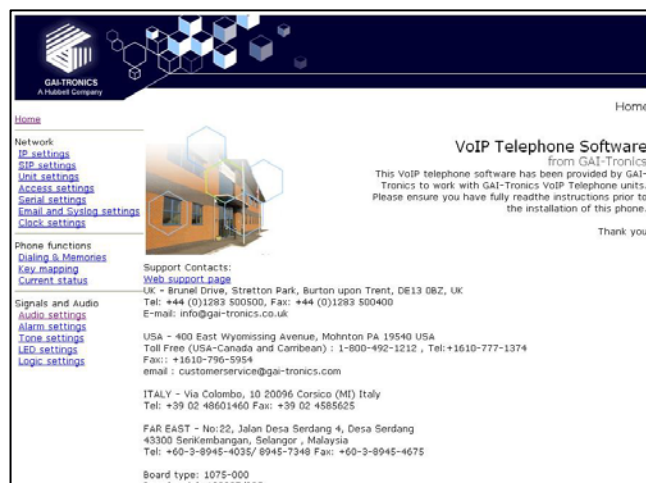 GAI-TRONICS
A Hubbell Company
Home
Home
Network
IP settings
SIP settings
Unit settings
Access settings
Serial settings
Email and Syslog settings
Clock settings
Phone functions
Dialing & Memories
Key mapping
Current status
Signals and Audio
Audio settings
Alarm settings
Tone settings
LED settings
Logic settings
VoIP Telephone Software
from GAI-Tronics
This VoIP telephone software has been provided by GAI-
Tronics to work with GAI-Tronics VoIP Telephone units.
Please ensure you have fully readthe instructions prior to
the installation of this phone.
Thank you
Support Contacts:
Web support page
UK - Brunel Drive, Stretton Park, Burton upon Trent, DE13 0BZ, UK
Tel: +44 (0)1283 500500, Fax: +44 (0)1283 500400
E-mail: info@gai-tronics.co.uk
USA - 400 East Wyomissing Avenue, Mohnton PA 19540 USA
Toll Free (USA-Canada and Carribean) : 1-800-492-1212 , Tel:+1610-777-1374
Fax:: +1610-796-5954
email : customerservice@gai-tronics.com
ITALY - Via Colombo, 10 20096 Corsico (MI) Italy
Tel: +39 02 48601460 Fax: +39 02 4585625
FAR EAST - No:22, Jalan Desa Serdang 4, Desa Serdang
43300 SeriKembangan, Selangor , Malaysia
Tel: +60-3-8945-4035/ 8945-7348 Fax: +60-3-8945-4675
Board type: 1075-000